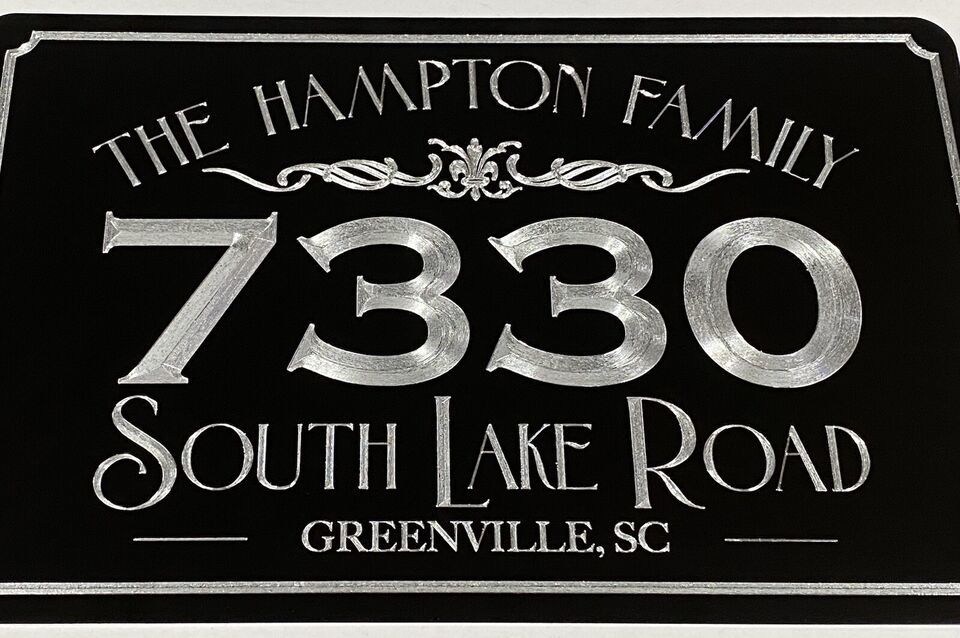 THE HAMPTON FAMILY
7330
SOUTH LAKE ROAD
GREENVILLE, SC